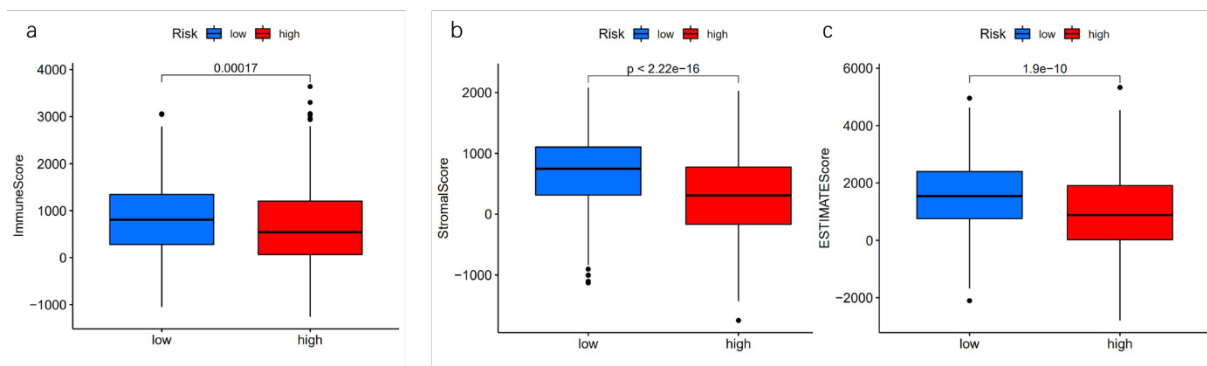 a
Risk low high
0.00017
4000
3000
2000
1000
0
−1000
ImmuneScore
low high
b
Risk low high
p < 2.22e−16
2000
1000
0
−1000
StromalScore
low high
c
Risk low high
1.9e−10
6000
4000
2000
0
−2000
ESTIMATEScore
low high